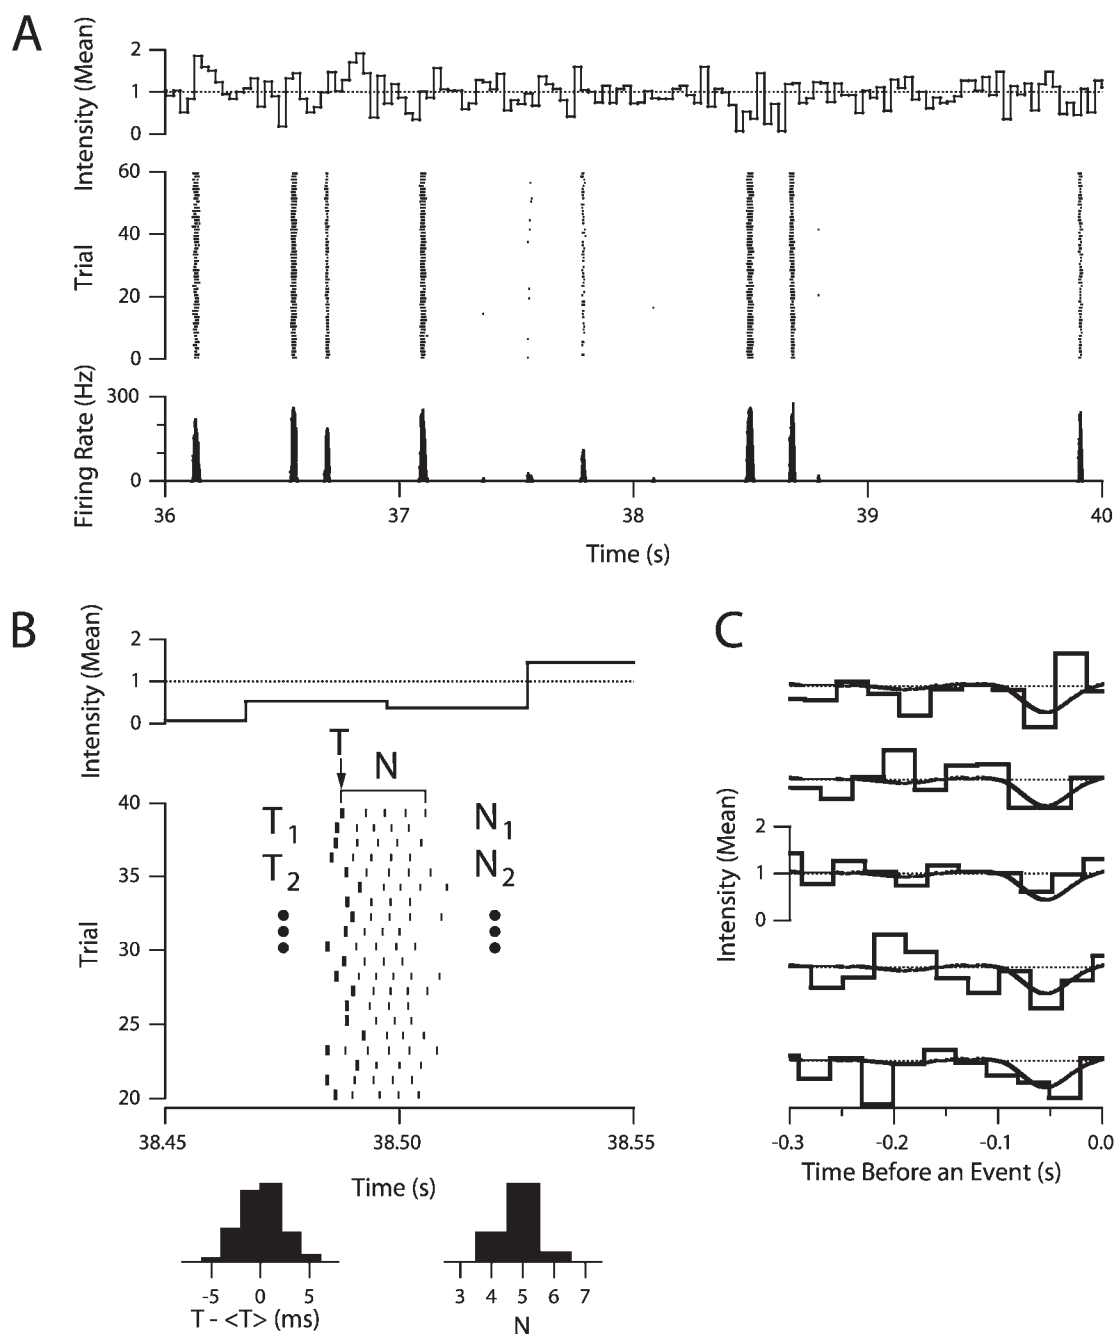 A
Intensity (Mean)
2
1
0
Trial
60
40
20
0
Firing Rate (Hz)
300
0
36 37 38 39 40
Time (s)
B
Intensity (Mean)
2
1
0
T
N
Trial
40
35
30
25
20
T1 N1
T2 N2
38.45 38.50 38.55
Time (s)
-5 0 5
T - <T> (ms)
3 4 5 6 7
N
C
Intensity (Mean)
2
1
0
-0.3 -0.2 -0.1 0.0
Time Before an Event (s)